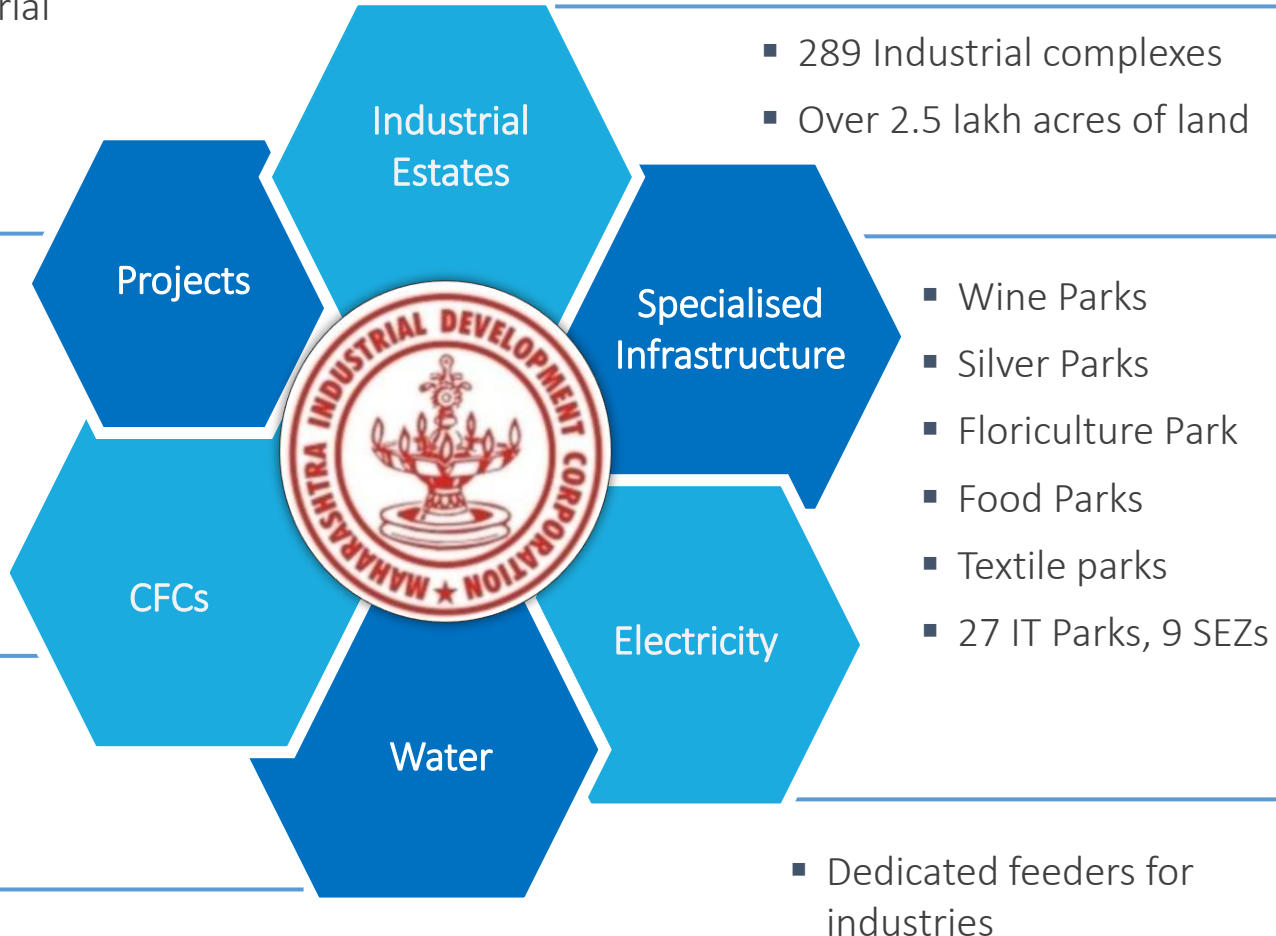 rial
289 Industrial complexes
Over 2.5 lakh acres of land
Industrial
Estates
Projects
Specialised
Infrastructure
Wine Parks
Silver Parks
Floriculture Park
Food Parks
Textile parks
27 IT Parks, 9 SEZs
MAHARASHTRA INDUSTRIAL DEVELOPMENT CORPORATION ★
CFCs
Electricity
Water
Dedicated feeders for
industries